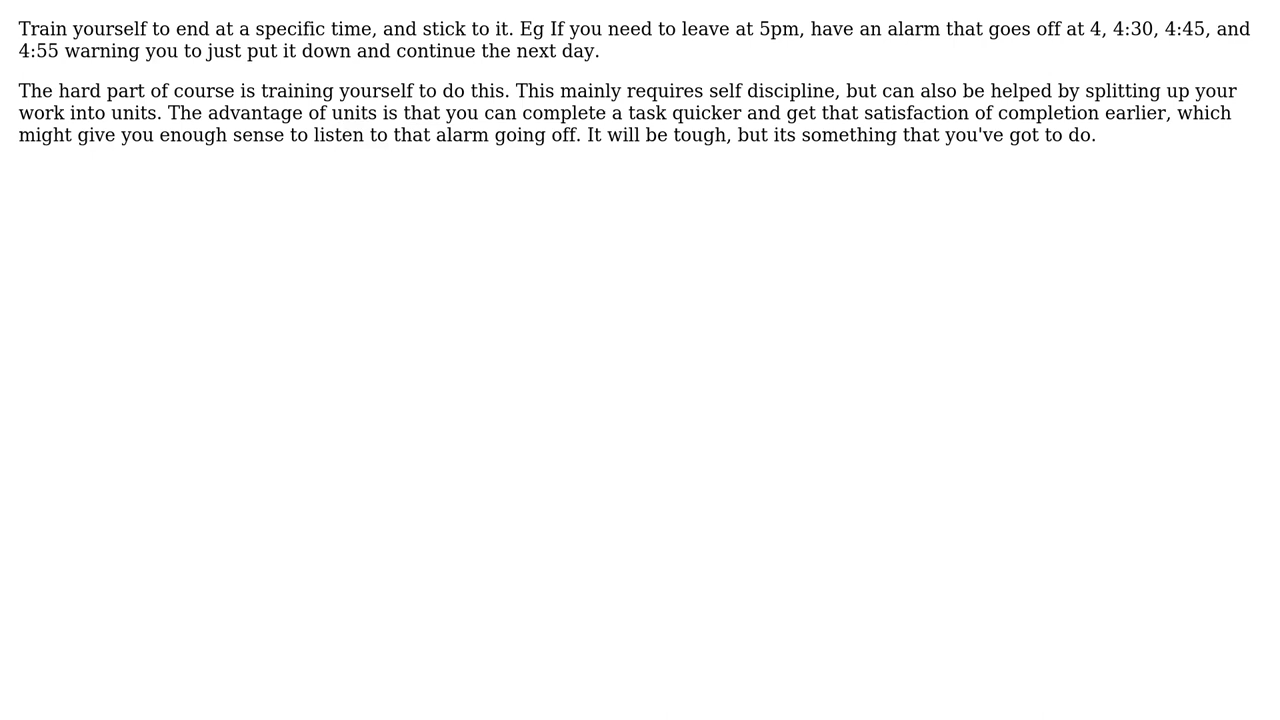 Train yourself to end at a specific time, and stick to it. Eg If you need to leave at 5pm, have an alarm that goes off at 4, 4:30, 4:45, and
4:55 warning you to just put it down and continue the next day.
The hard part of course is training yourself to do this. This mainly requires self discipline, but can also be helped by splitting up your
work into units. The advantage of units is that you can complete a task quicker and get that satisfaction of completion earlier, which
might give you enough sense to listen to that alarm going off. It will be tough, but its something that you've got to do.